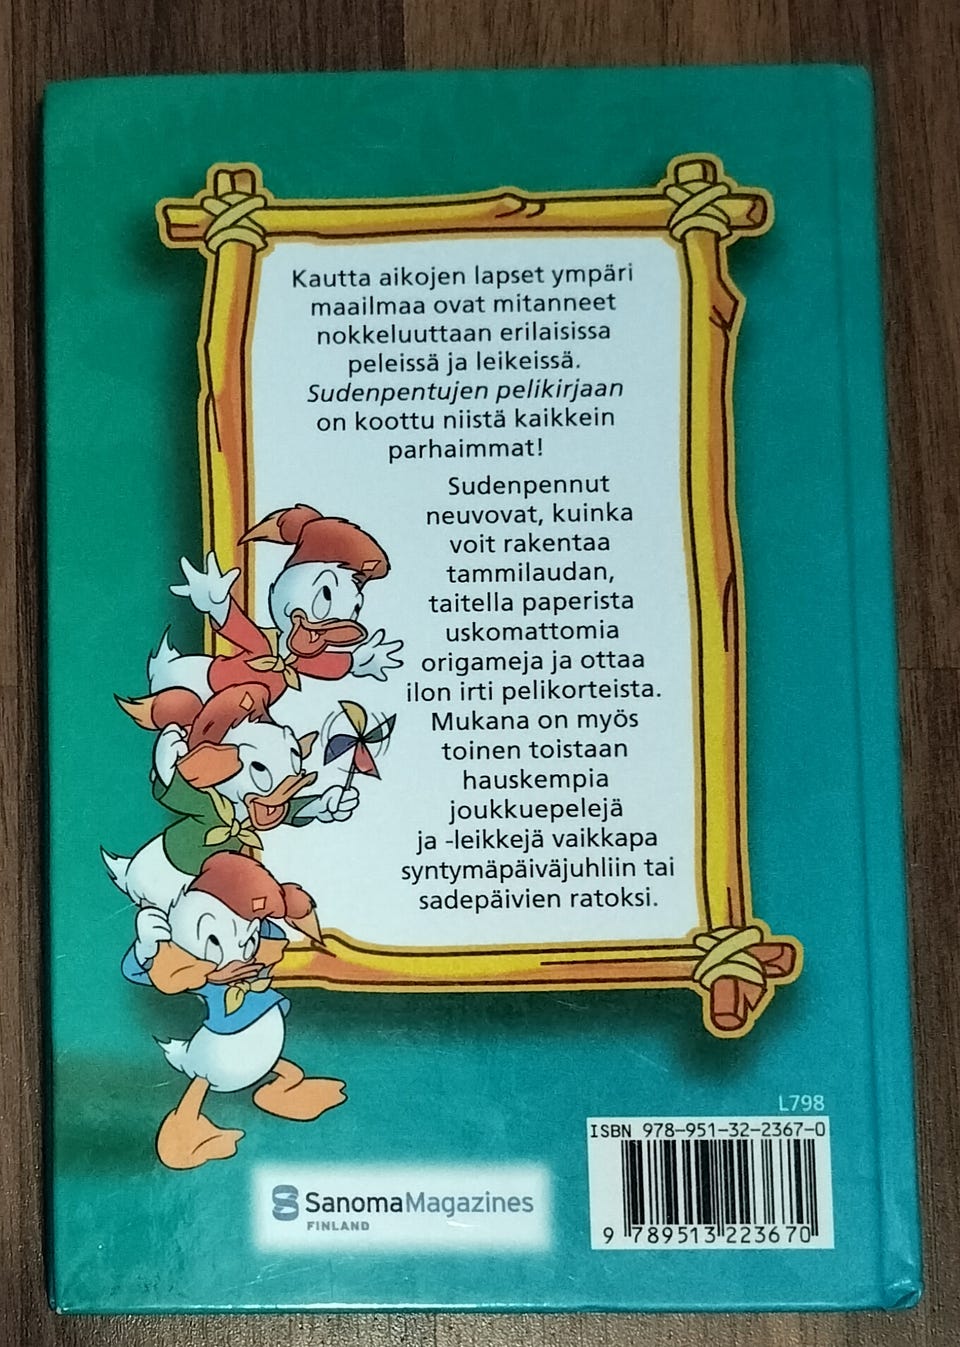 Kautta aikojen lapset ympäri
maailmaa ovat mitanneet
nokkeluuttaan erilaisissa
peleissä ja leikeissä.
Sudenpentujen pelikirjaan
on koottu niistä kaikkein
parhaimmat!
Sudenpennut
neuvovat, kuinka
voit rakentaa
tammilaudan,
taitella paperista
uskomattomia
origameja ja ottaa
ilon irti pelikorteista.
Mukana on myös
toinen toistaan
hauskempia
joukkuepelejä
ja -leikkejä vaikkapa
syntymäpäiväjuhliin tai
sadepäivien ratoksi.
L798
ISBN 978-951-32-2367-0
9 789513 223670
SanomaMagazines
FINLAND